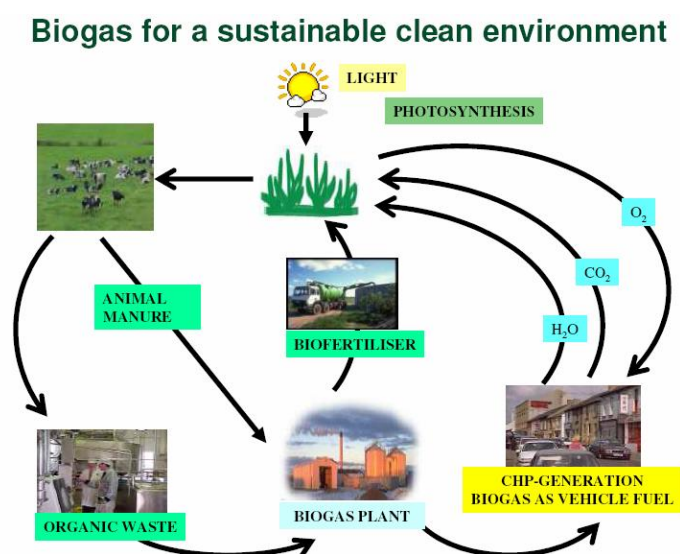 Biogas for a sustainable clean environment
LIGHT
PHOTOSYNTHESIS
O₂
CO₂
H₂O
ANIMAL
MANURE
BIOFERTILISER
ORGANIC WASTE
BIOGAS PLANT
CHP-GENERATION
BIOGAS AS VEHICLE FUEL